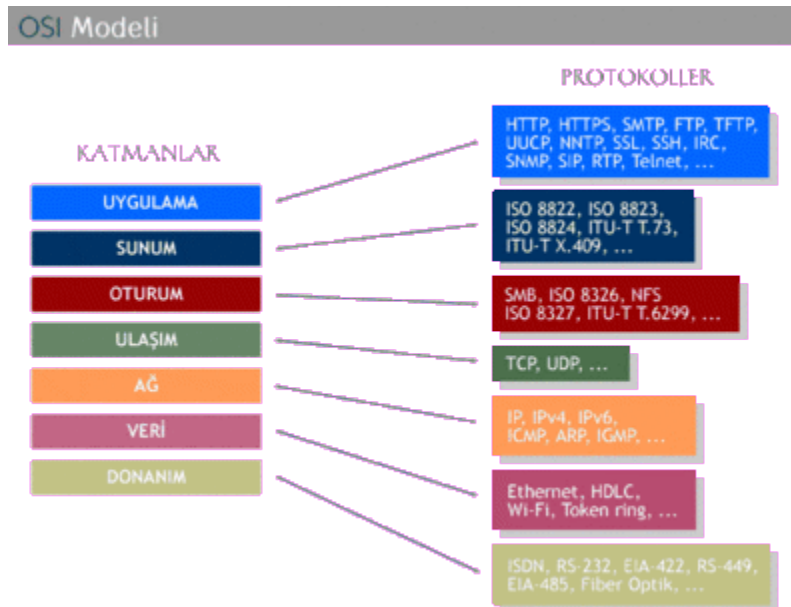 OSI Modeli
PROTOKOLLER
KATMANLAR
HTTP, HTTPS, SMTP, FTP, TFTP,
UUCP, NNTP, SSL, SSH, IRC,
SNMP, SIP, RTP, Telnet, ...
UYGULAMA
ISO 8822, ISO 8823,
ISO 8824, ITU-T T.73,
ITU-T X.409, ...
SUNUM
OTURUM
SMB, ISO 8326, NFS
ISO 8327, ITU-T T.6299, ...
ULAŞIM
TCP, UDP, ...
AĞ
IP, IPv4, IPv6,
ICMP, ARP, IGMP, ...
VERİ
Ethernet, HDLC,
Wi-Fi, Token ring, ...
DONANIM
ISDN, RS-232, EIA-422, RS-449,
EIA-485, Fiber Optik, ...